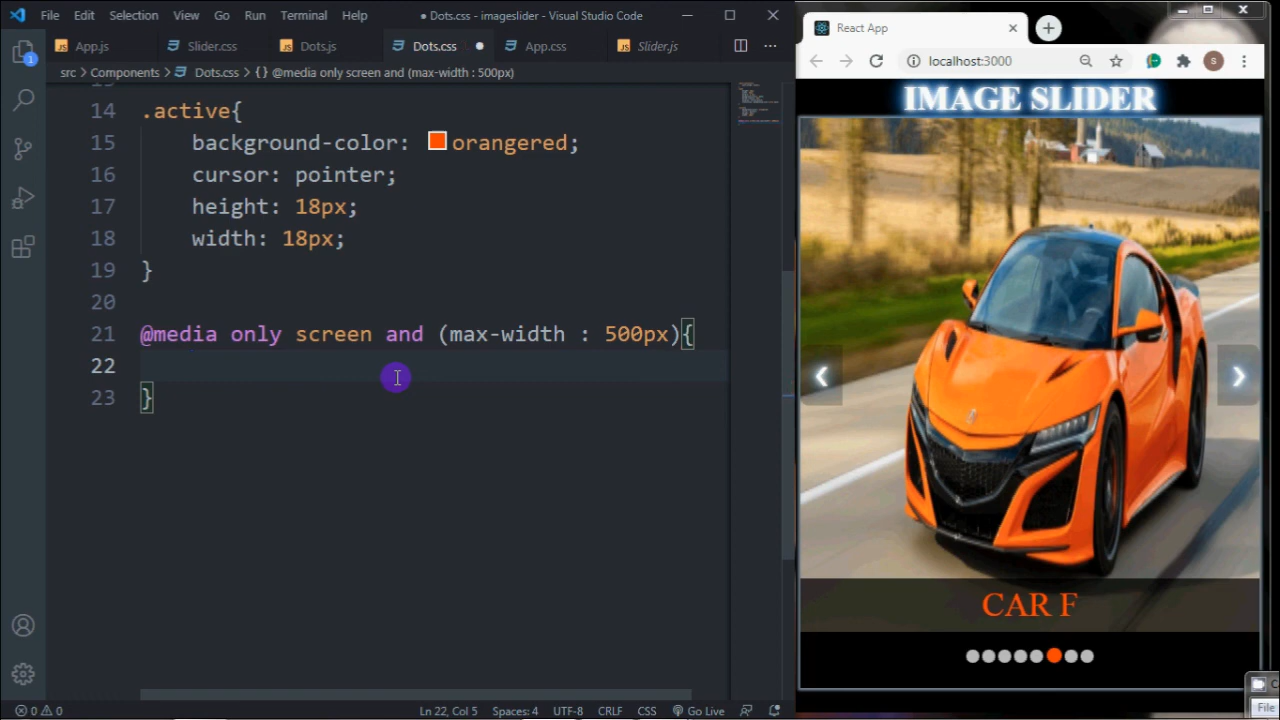 File Edit Selection View Go Run Terminal Help ● Dots.css - imageslider - Visual Studio Code
App.js Slider.css Dots.js Dots.css ● App.css Slider.js
src > Components > Dots.css > {} @media only screen and (max-width : 500px)
14 .active{
15 background-color: orangered;
16 cursor: pointer;
17 height: 18px;
18 width: 18px;
19 }
20
21 @media only screen and (max-width : 500px){
22
23 }
0 0 Ln 22, Col 5 Spaces: 4 UTF-8 CRLF CSS Go Live
1
React App
localhost:3000
S
IMAGE SLIDER
CAR F
File